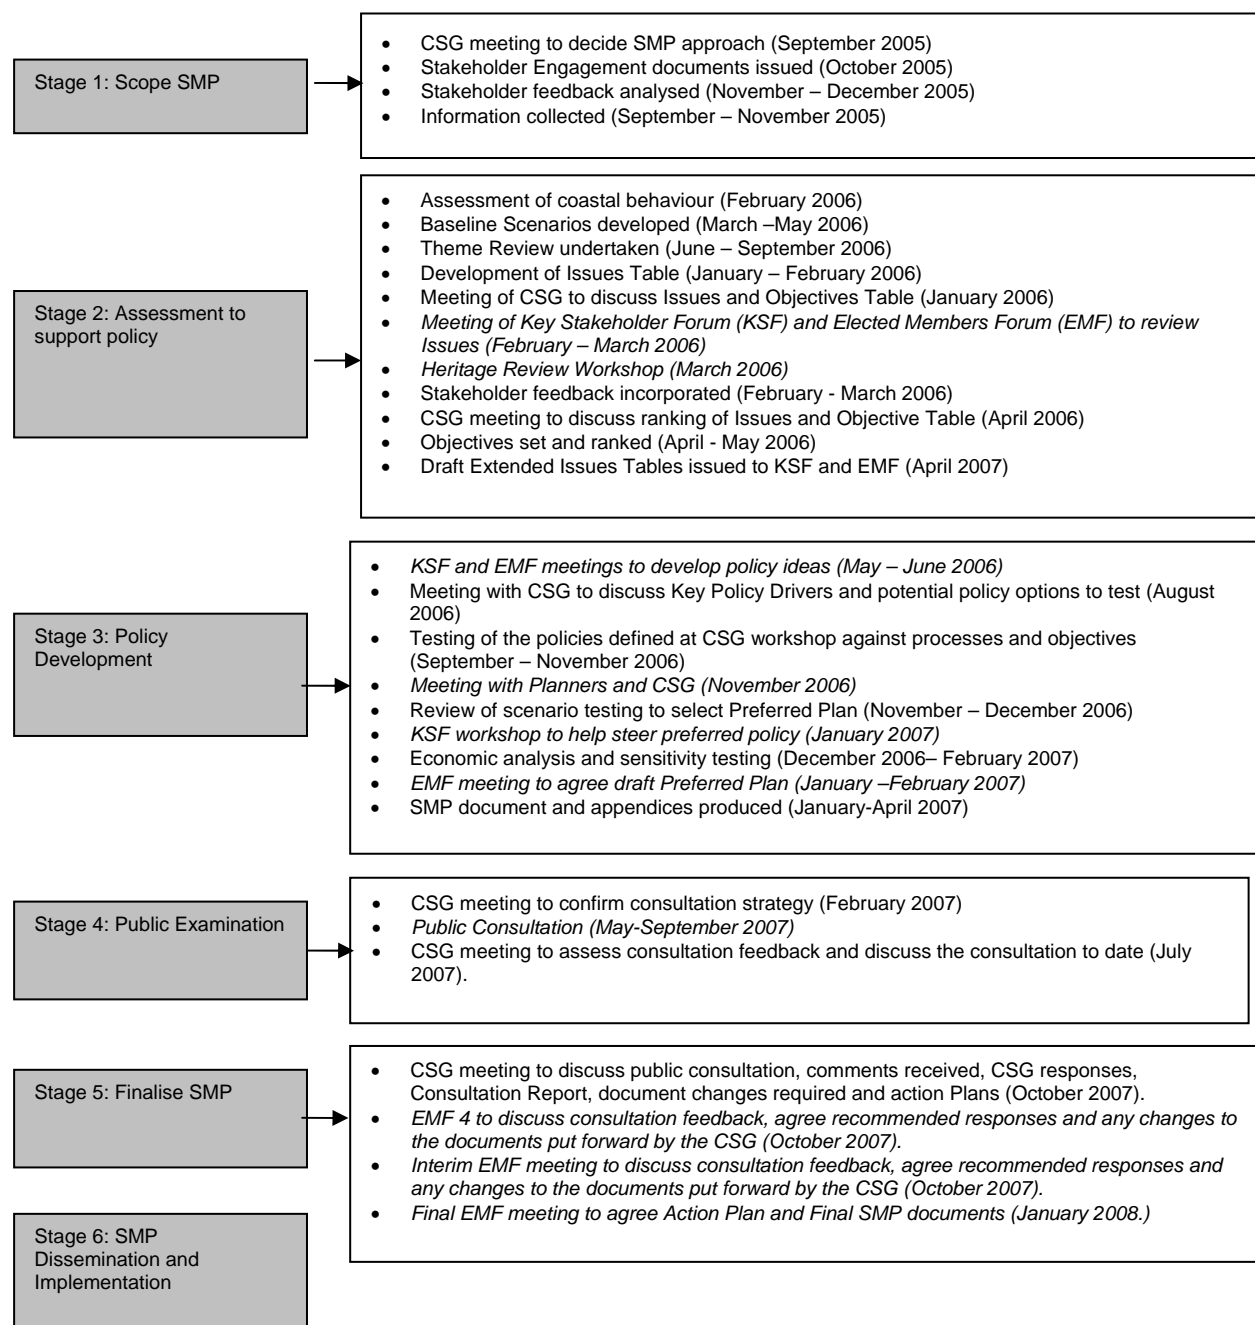 Stage 1: Scope SMP
• CSG meeting to decide SMP approach (September 2005)
• Stakeholder Engagement documents issued (October 2005)
• Stakeholder feedback analysed (November – December 2005)
• Information collected (September – November 2005)
Stage 2: Assessment to
support policy
• Assessment of coastal behaviour (February 2006)
• Baseline Scenarios developed (March –May 2006)
• Theme Review undertaken (June – September 2006)
• Development of Issues Table (January – February 2006)
• Meeting of CSG to discuss Issues and Objectives Table (January 2006)
• Meeting of Key Stakeholder Forum (KSF) and Elected Members Forum (EMF) to review
Issues (February – March 2006)
• Heritage Review Workshop (March 2006)
• Stakeholder feedback incorporated (February - March 2006)
• CSG meeting to discuss ranking of Issues and Objective Table (April 2006)
• Objectives set and ranked (April - May 2006)
• Draft Extended Issues Tables issued to KSF and EMF (April 2007)
Stage 3: Policy
Development
• KSF and EMF meetings to develop policy ideas (May – June 2006)
• Meeting with CSG to discuss Key Policy Drivers and potential policy options to test (August
2006)
• Testing of the policies defined at CSG workshop against processes and objectives
(September – November 2006)
• Meeting with Planners and CSG (November 2006)
• Review of scenario testing to select Preferred Plan (November – December 2006)
• KSF workshop to help steer preferred policy (January 2007)
• Economic analysis and sensitivity testing (December 2006– February 2007)
• EMF meeting to agree draft Preferred Plan (January –February 2007)
• SMP document and appendices produced (January-April 2007)
Stage 4: Public Examination
• CSG meeting to confirm consultation strategy (February 2007)
• Public Consultation (May-September 2007)
• CSG meeting to assess consultation feedback and discuss the consultation to date (July
2007).
Stage 5: Finalise SMP
• CSG meeting to discuss public consultation, comments received, CSG responses,
Consultation Report, document changes required and action Plans (October 2007).
• EMF 4 to discuss consultation feedback, agree recommended responses and any changes to
the documents put forward by the CSG (October 2007).
• Interim EMF meeting to discuss consultation feedback, agree recommended responses and
any changes to the documents put forward by the CSG (October 2007).
• Final EMF meeting to agree Action Plan and Final SMP documents (January 2008.)
Stage 6: SMP
Dissemination and
Implementation